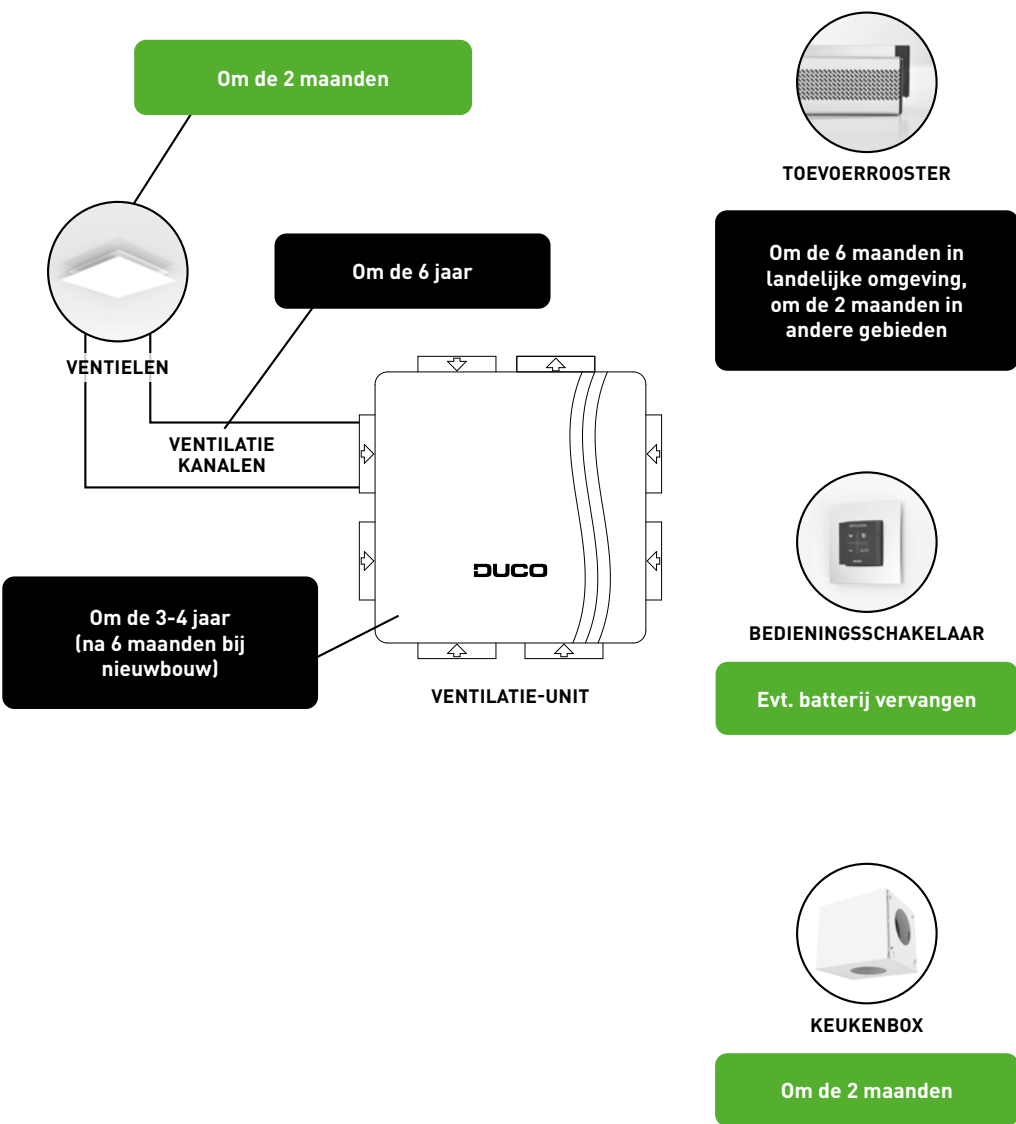 Om de 2 maanden
VENTIELEN
Om de 6 jaar
VENTILATIE
KANALEN
DUCO
Om de 3-4 jaar
(na 6 maanden bij
nieuwbouw)
VENTILATIE-UNIT
TOEVOERROOSTER
Om de 6 maanden in
landelijke omgeving,
om de 2 maanden in
andere gebieden
BEDIENINGSSCHAKELAAR
Evt. batterij vervangen
KEUKENBOX
Om de 2 maanden